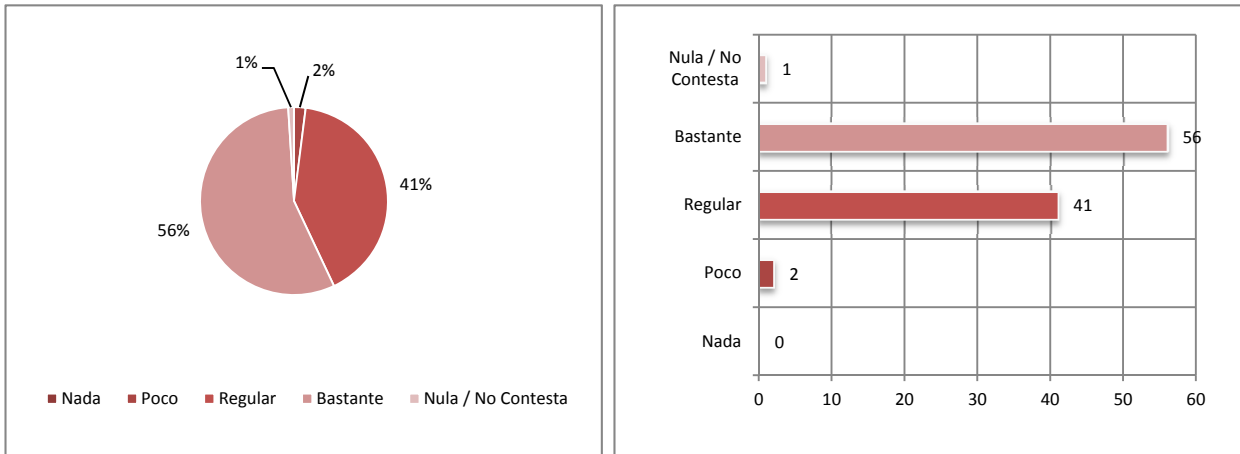 1%
2%
41%
56%
Nada Poco Regular Bastante Nula / No Contesta
Nula / No
Contesta
1
Bastante
56
Regular
41
Poco
2
Nada
0
0 10 20 30 40 50 60